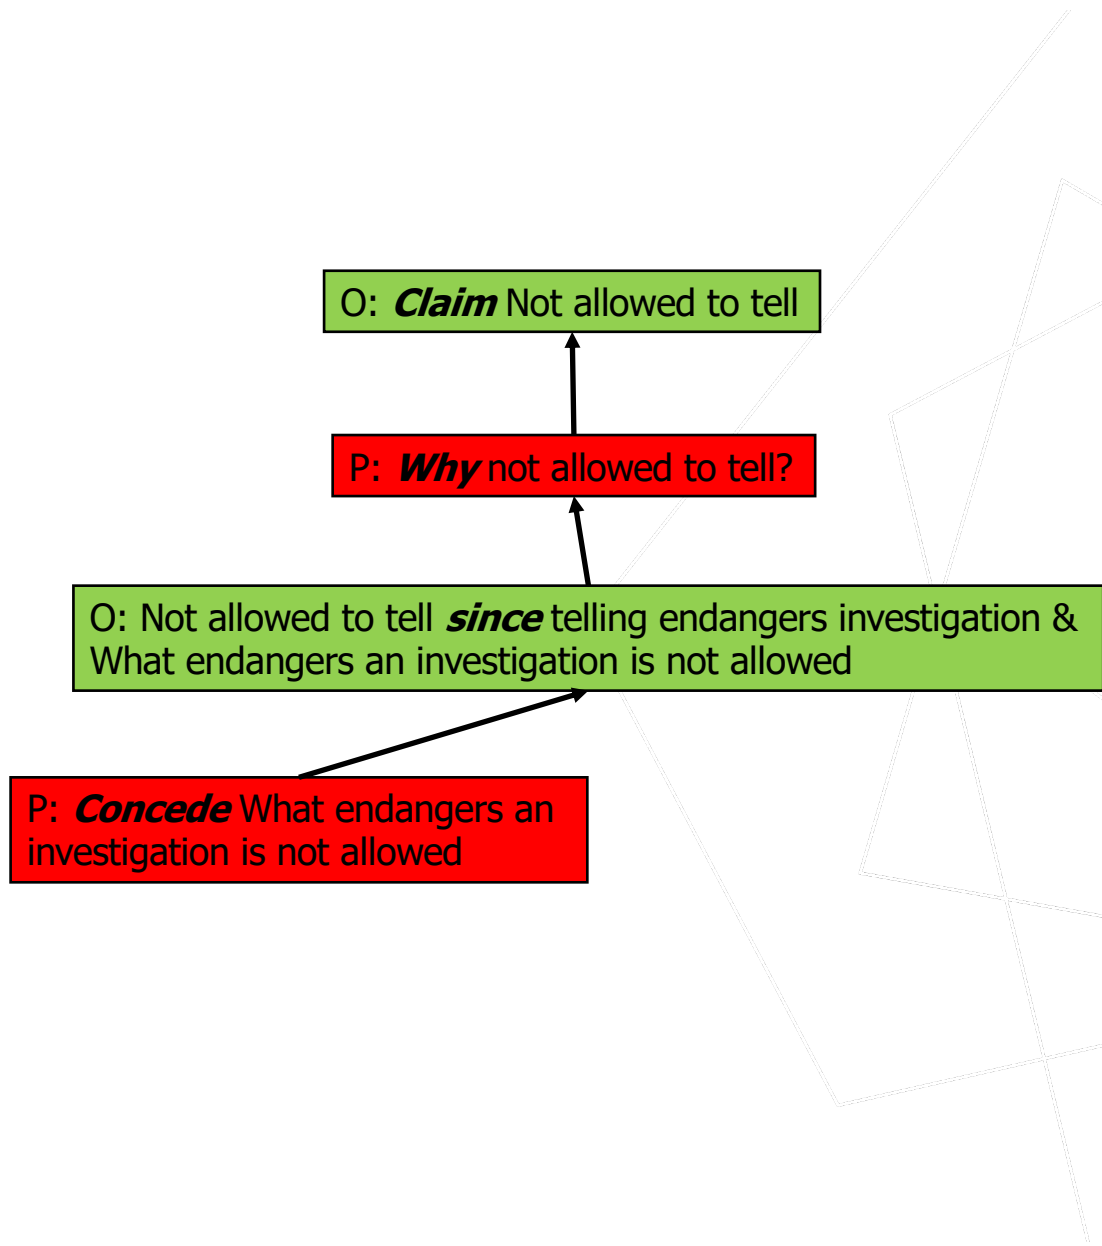 O: Claim Not allowed to tell
P: Why not allowed to tell?
O: Not allowed to tell since telling endangers investigation &
What endangers an investigation is not allowed
P: Concede What endangers an
investigation is not allowed